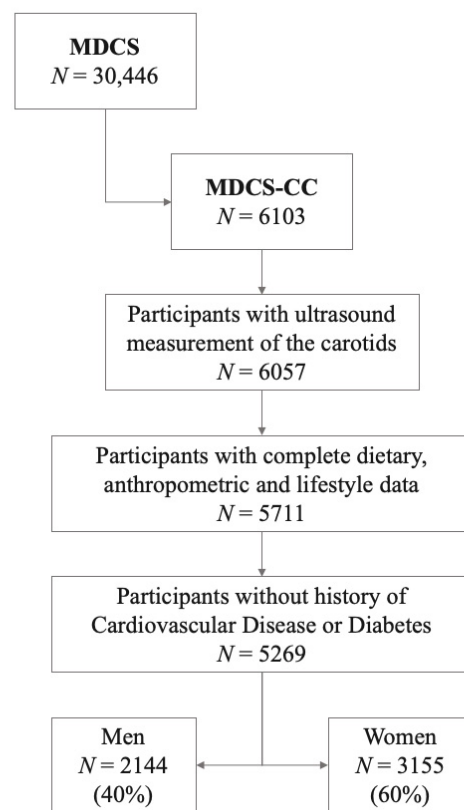 MDCS
N = 30,446
MDCS-CC
N = 6103
Participants with ultrasound
measurement of the carotids
N = 6057
Participants with complete dietary,
anthropometric and lifestyle data
N = 5711
Participants without history of
Cardiovascular Disease or Diabetes
N = 5269
Men
N = 2144
(40%)
Women
N = 3155
(60%)